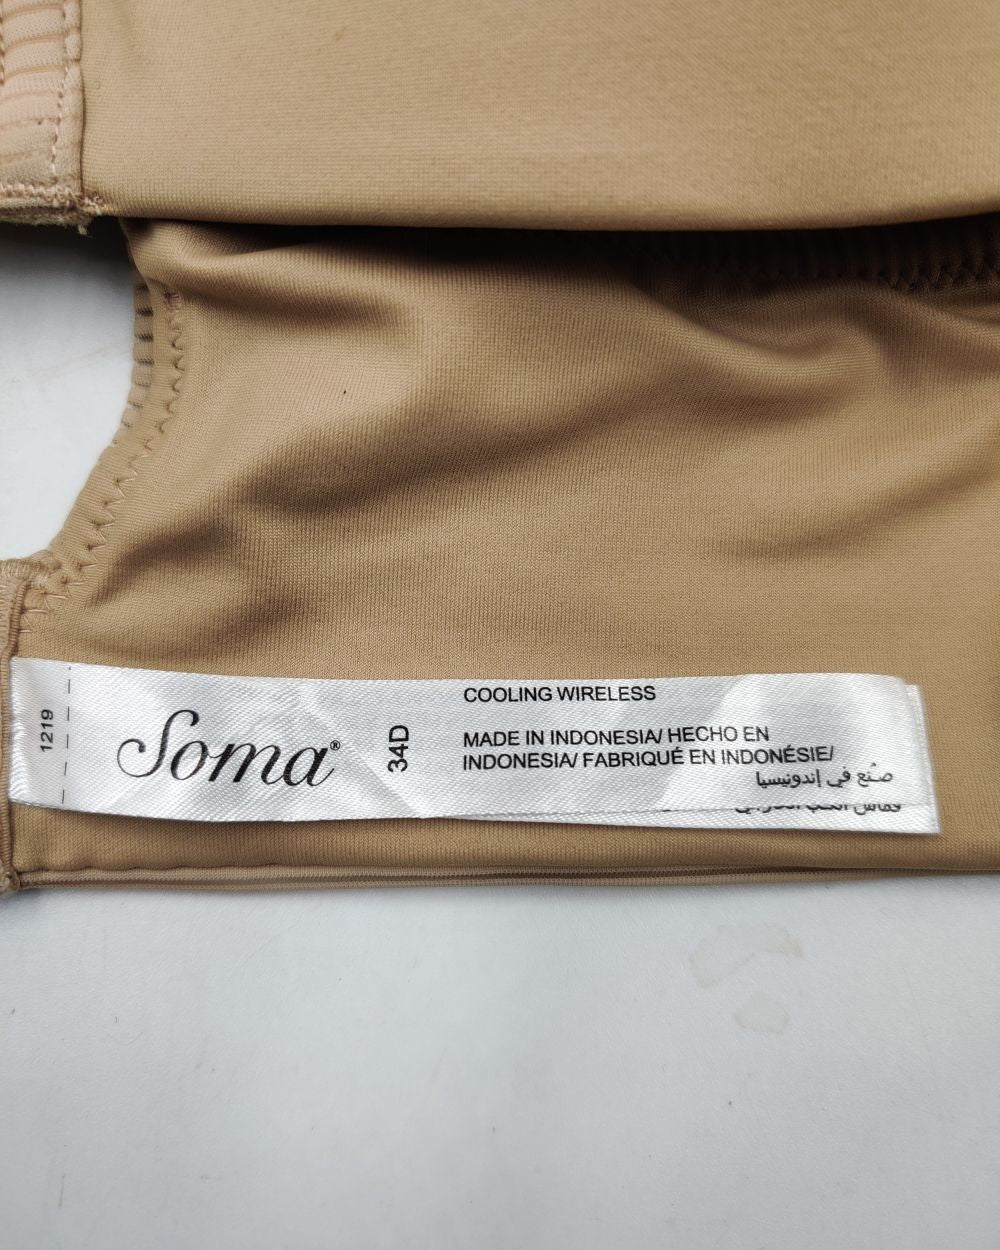 1219
Soma®
34D
COOLING WIRELESS
MADE IN INDONESIA/ HECHO EN
INDONESIA/ FABRIQUÉ EN INDONÉSIE/
صنع في إندونيسيا